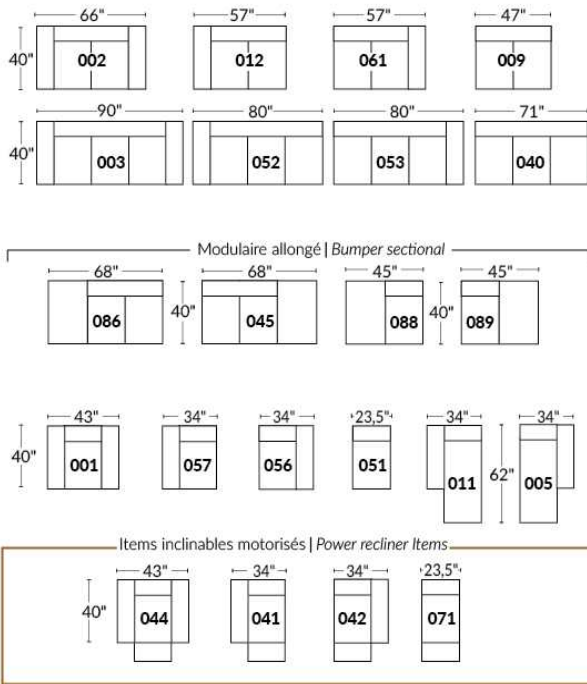 66" 57" 57" 47"
40" 002 012 061 009
90" 80" 80" 71"
40" 003 052 053 040
Modulaire allongé | Bumper sectional
68" 68" 45" 45"
086 40" 045 088 40" 089
43" 34" 34" 23,5" 34" 34"
40" 001 057 056 051 011 62" 005
Items inclinables motorisés | Power recliner Items
43" 34" 34" 23,5"
40" 044 041 042 071